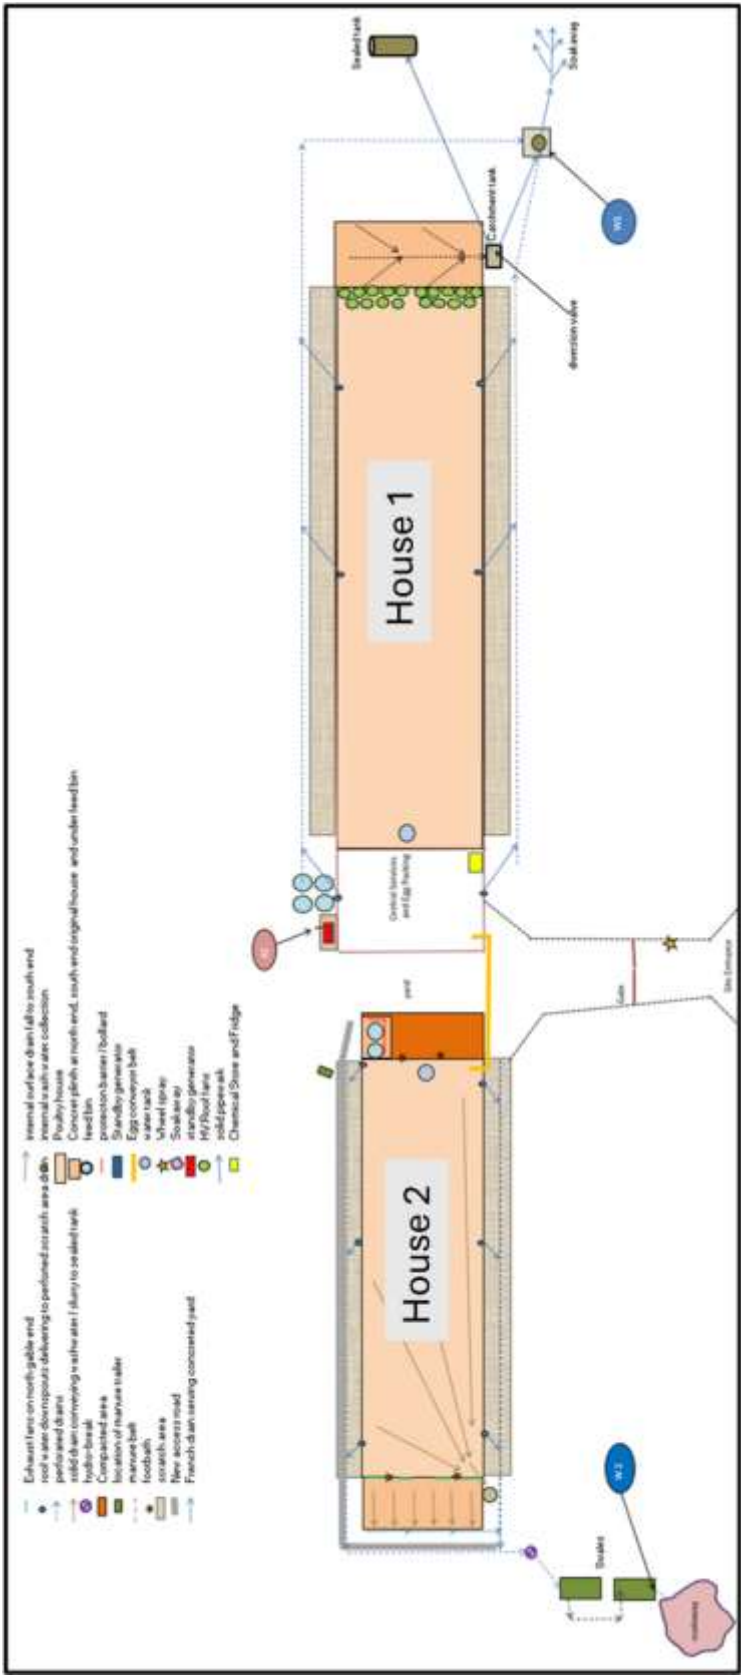 Exhaust fans on north gable end
roof water downspouts delivering to perforated scratch area drain
perforated drains
solid drain conveying washwater / slurry to sealed tank
hydro-break
Compacted area
location of manure trailer
manure belt
footbath
scratch area
New access road
French drain serving concreted yard
internal surface drain fall to south end
internal wash water collection
Poultry house
Concret plinth at north end, south end original house and under feed bin
feed bin
protection barrier / bollard
Standby generator
Egg conveyor belt
water tank
Wheel spray
Soakaway
standby generator
HV Roof fans
solid pipework
Chemical Store and Fridge
House 2
House 1
yard
Central Services
and Egg Packing
Gate
Site Entrance
Swales
W2
soakaway
Sealed tank
Soakaway
Catchment tank
diversion valve
W1